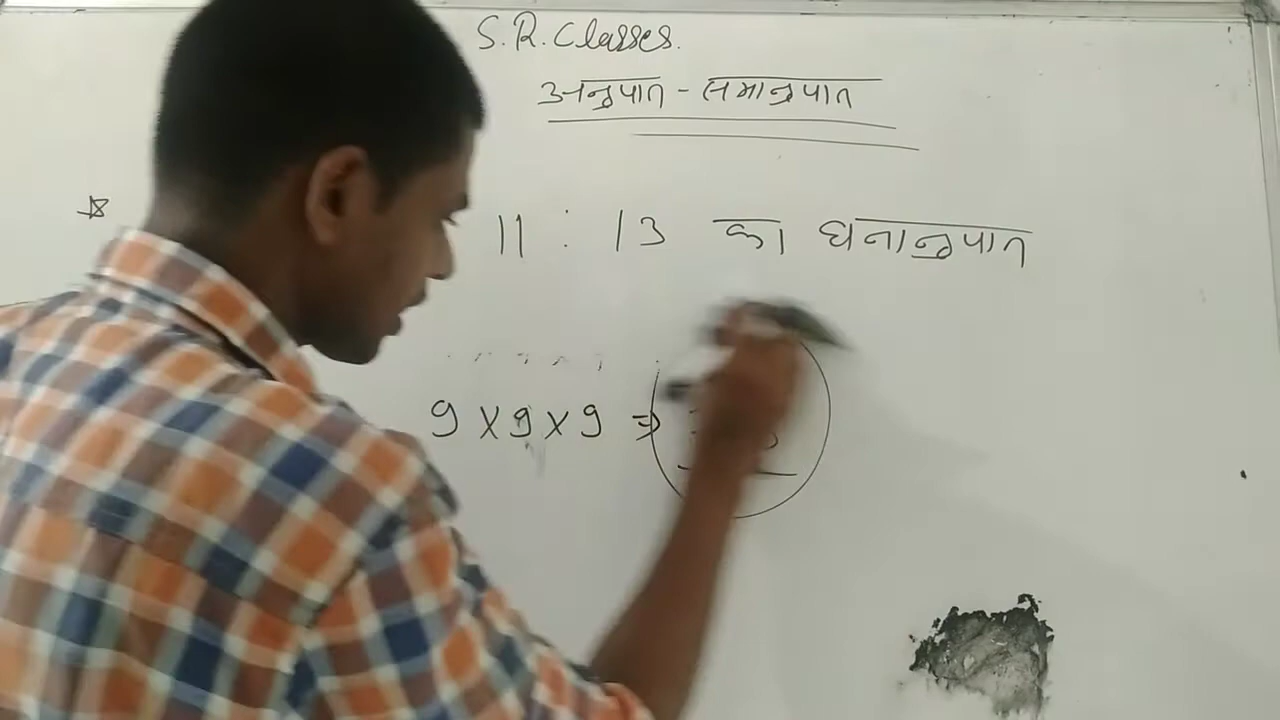 S.R. Classes.
अनुपात - समानुपात
11 : 13 का घनानुपात
9 x 9 x 9 ⇒